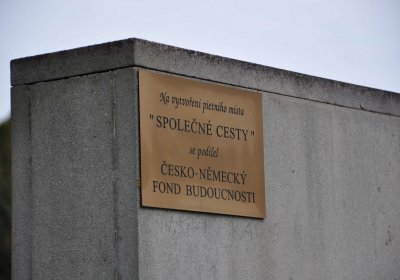 Na vytvoření pietního místa
"SPOLEČNÉ CESTY"
se podílel
ČESKO-NĚMECKÝ
FOND BUDOUCNOSTI